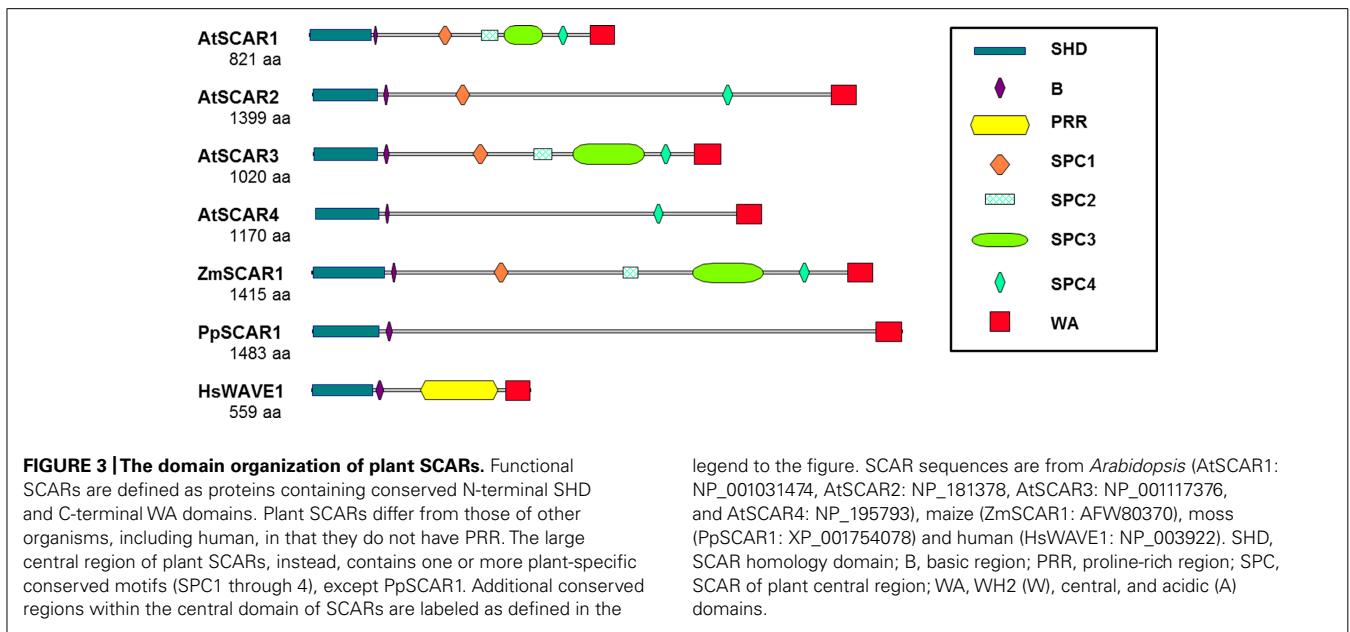 AtSCAR1
821 aa
AtSCAR2
1399 aa
AtSCAR3
1020 aa
AtSCAR4
1170 aa
ZmSCAR1
1415 aa
PpSCAR1
1483 aa
HsWAVE1
559 aa
SHD
B
PRR
SPC1
SPC2
SPC3
SPC4
WA
FIGURE 3 | The domain organization of plant SCARs. Functional
SCARs are defined as proteins containing conserved N-terminal SHD
and C-terminal WA domains. Plant SCARs differ from those of other
organisms, including human, in that they do not have PRR. The large
central region of plant SCARs, instead, contains one or more plant-specific
conserved motifs (SPC1 through 4), except PpSCAR1. Additional conserved
regions within the central domain of SCARs are labeled as defined in the
legend to the figure. SCAR sequences are from Arabidopsis (AtSCAR1:
NP_001031474, AtSCAR2: NP_181378, AtSCAR3: NP_001117376,
and AtSCAR4: NP_195793), maize (ZmSCAR1: AFW80370), moss
(PpSCAR1: XP_001754078) and human (HsWAVE1: NP_003922). SHD,
SCAR homology domain; B, basic region; PRR, proline-rich region; SPC,
SCAR of plant central region; WA, WH2 (W), central, and acidic (A)
domains.